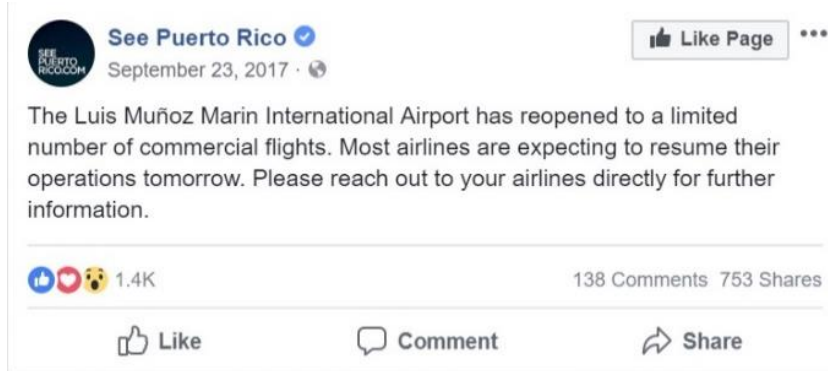 SEE
PUERTO
RICO.COM
See Puerto Rico
Like Page
September 23, 2017 ·
The Luis Muñoz Marin International Airport has reopened to a limited
number of commercial flights. Most airlines are expecting to resume their
operations tomorrow. Please reach out to your airlines directly for further
information.
1.4K
138 Comments 753 Shares
Like
Comment
Share